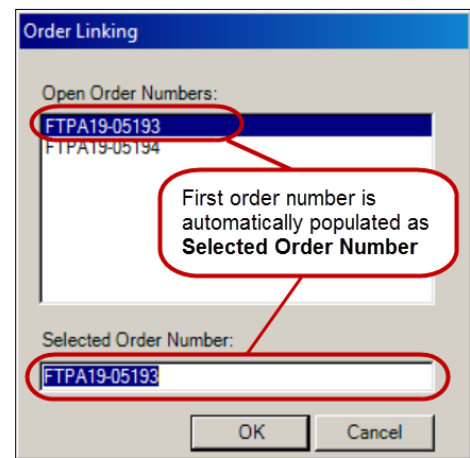 Order Linking
Open Order Numbers:
FTPA19-05193
FTPA19-05194
First order number is
automatically populated as
Selected Order Number
Selected Order Number:
FTPA19-05193
OK
Cancel